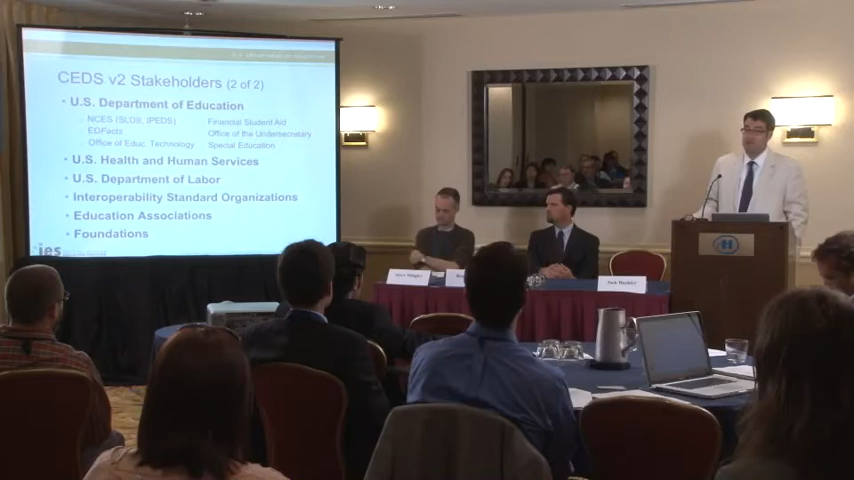 CEDS v2 Stakeholders (2 of 2)
• U.S. Department of Education
NCES (SLDS, IPEDS)
EDFacts
Office of Educ. Technology
Financial Student Aid
Office of the Undersecretary
Special Education
• U.S. Health and Human Services
• U.S. Department of Labor
• Interoperability Standard Organizations
• Education Associations
• Foundations
ies
H